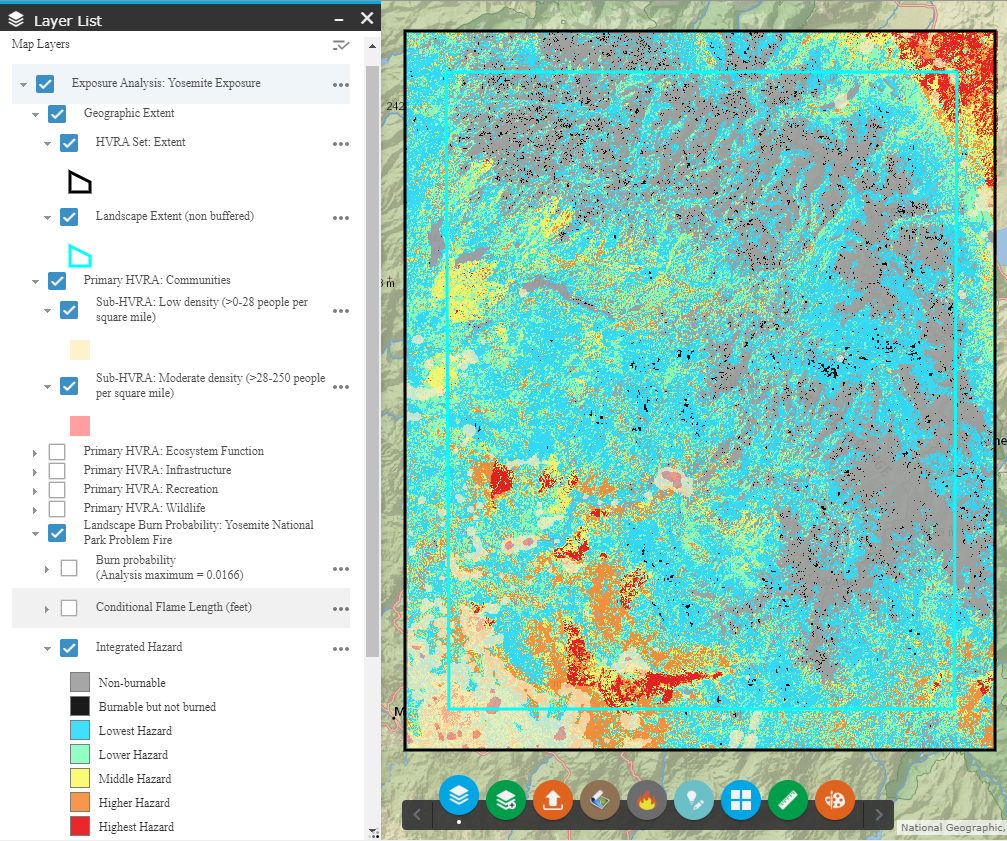 Layer List
Map Layers
Exposure Analysis: Yosemite Exposure
Geographic Extent
HVRA Set: Extent
Landscape Extent (non buffered)
Primary HVRA: Communities
Sub-HVRA: Low density (>0-28 people per
square mile)
Sub-HVRA: Moderate density (>28-250 people
per square mile)
Primary HVRA: Ecosystem Function
Primary HVRA: Infrastructure
Primary HVRA: Recreation
Primary HVRA: Wildlife
Landscape Burn Probability: Yosemite National
Park Problem Fire
Burn probability
(Analysis maximum = 0.0166)
Conditional Flame Length (feet)
Integrated Hazard
Non-burnable
Burnable but not burned
Lowest Hazard
Lower Hazard
Middle Hazard
Higher Hazard
Highest Hazard
242
3 m
M
National Geographic,